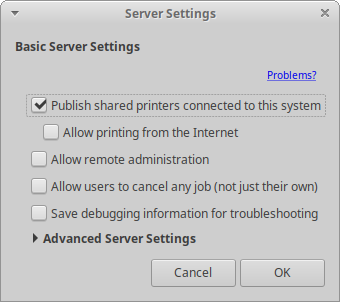 Server Settings
Basic Server Settings
Problems?
Publish shared printers connected to this system
Allow printing from the Internet
Allow remote administration
Allow users to cancel any job (not just their own)
Save debugging information for troubleshooting
Advanced Server Settings
Cancel OK